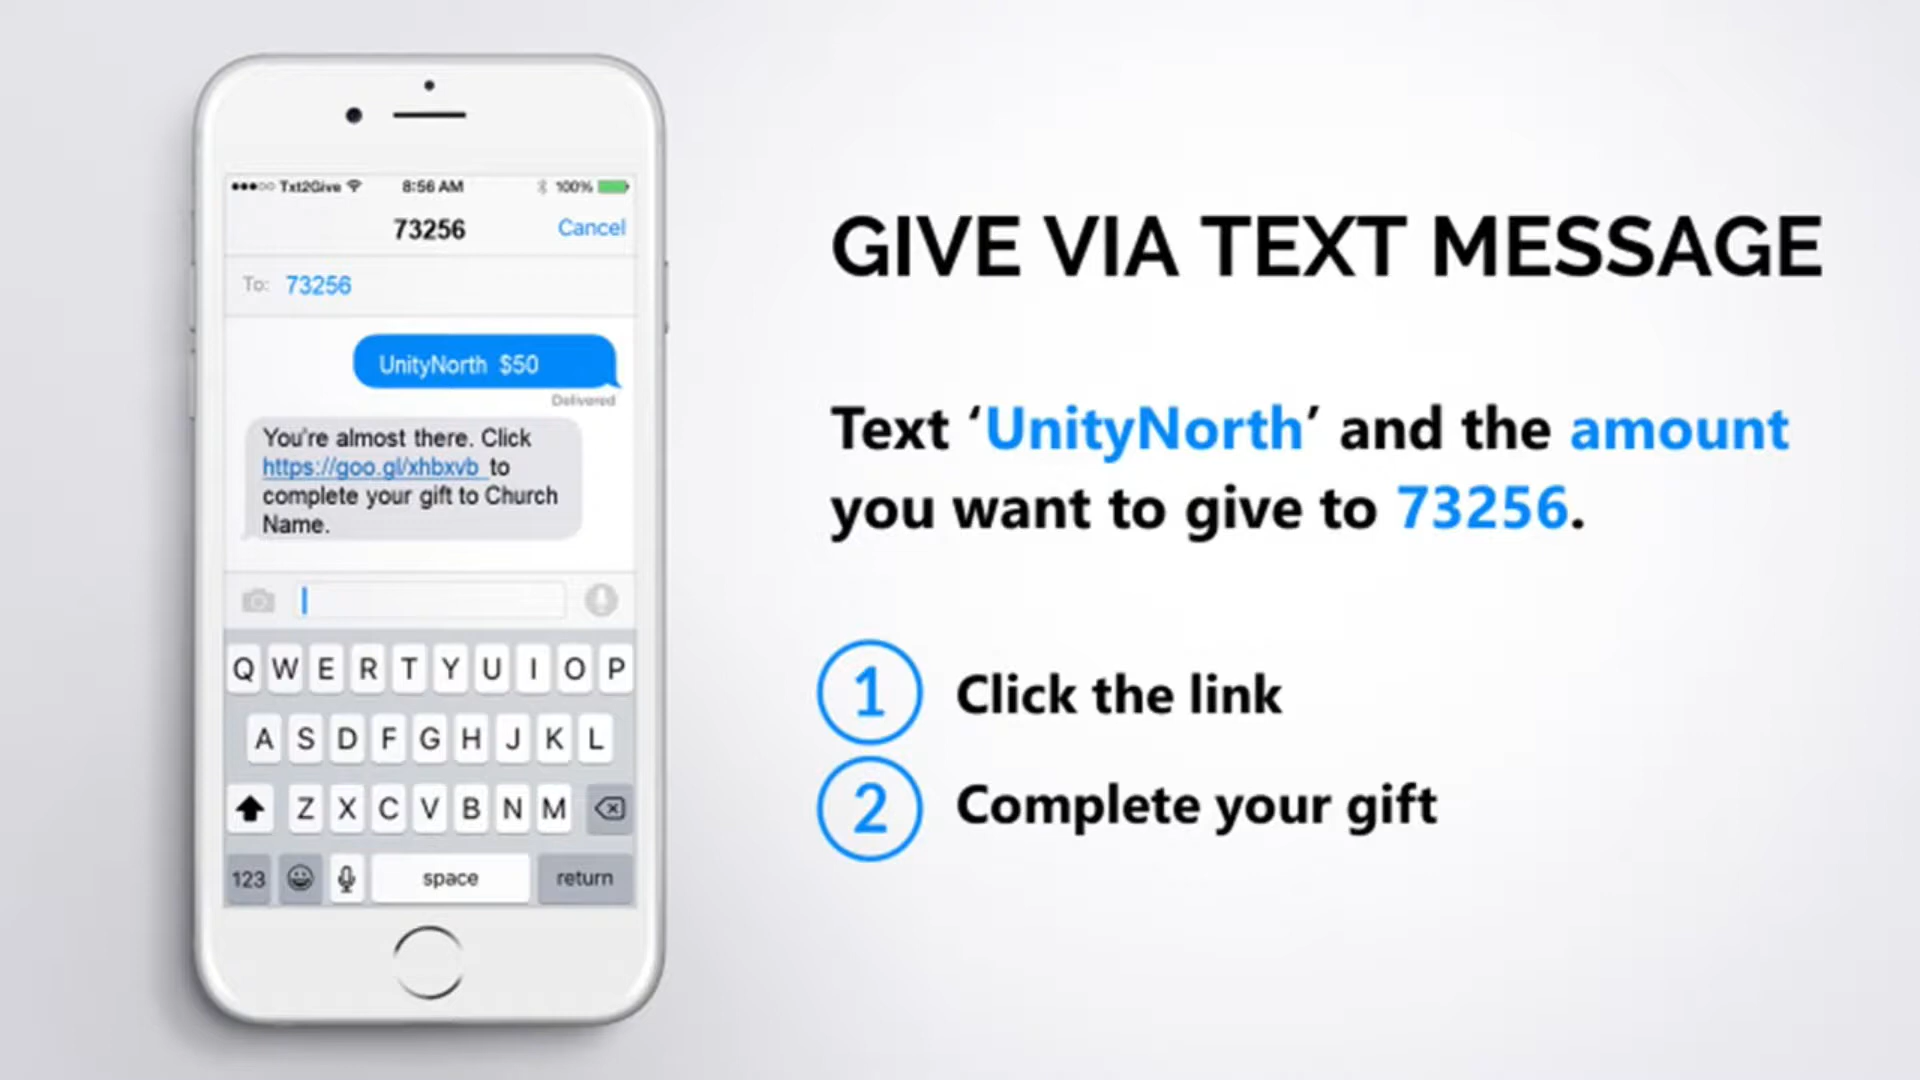 Txt2Give 8:56 AM 100%
73256 Cancel
To: 73256
UnityNorth $50
Delivered
You're almost there. Click
https://goo.gl/xhbxvb to
complete your gift to Church
Name.
Q W E R T Y U I O P
A S D F G H J K L
Z X C V B N M
123 space return
GIVE VIA TEXT MESSAGE
Text ‘UnityNorth’ and the amount
you want to give to 73256.
1 Click the link
2 Complete your gift